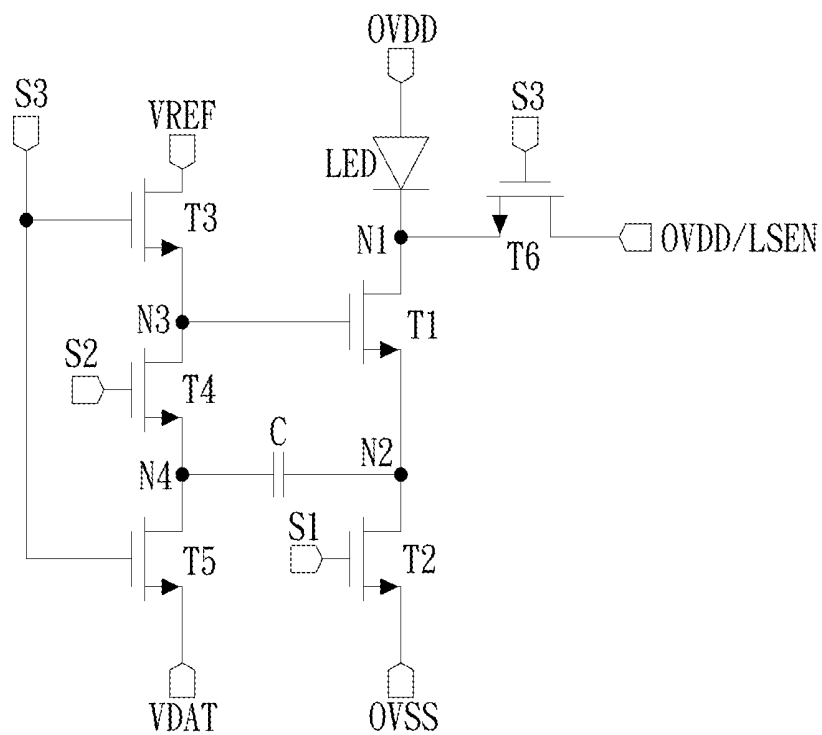 OVDD
S3
VREF
S3
LED
T3
N1
T6
OVDD/LSEN
N3
T1
S2
T4
C
N4
N2
S1
T5
T2
VDAT
OVSS